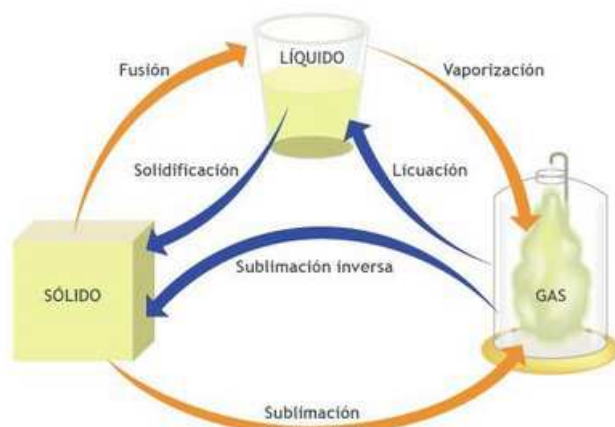 LÍQUIDO
Fusión
Vaporización
Solidificación
Licuación
Sublimación inversa
SÓLIDO
GAS
Sublimación